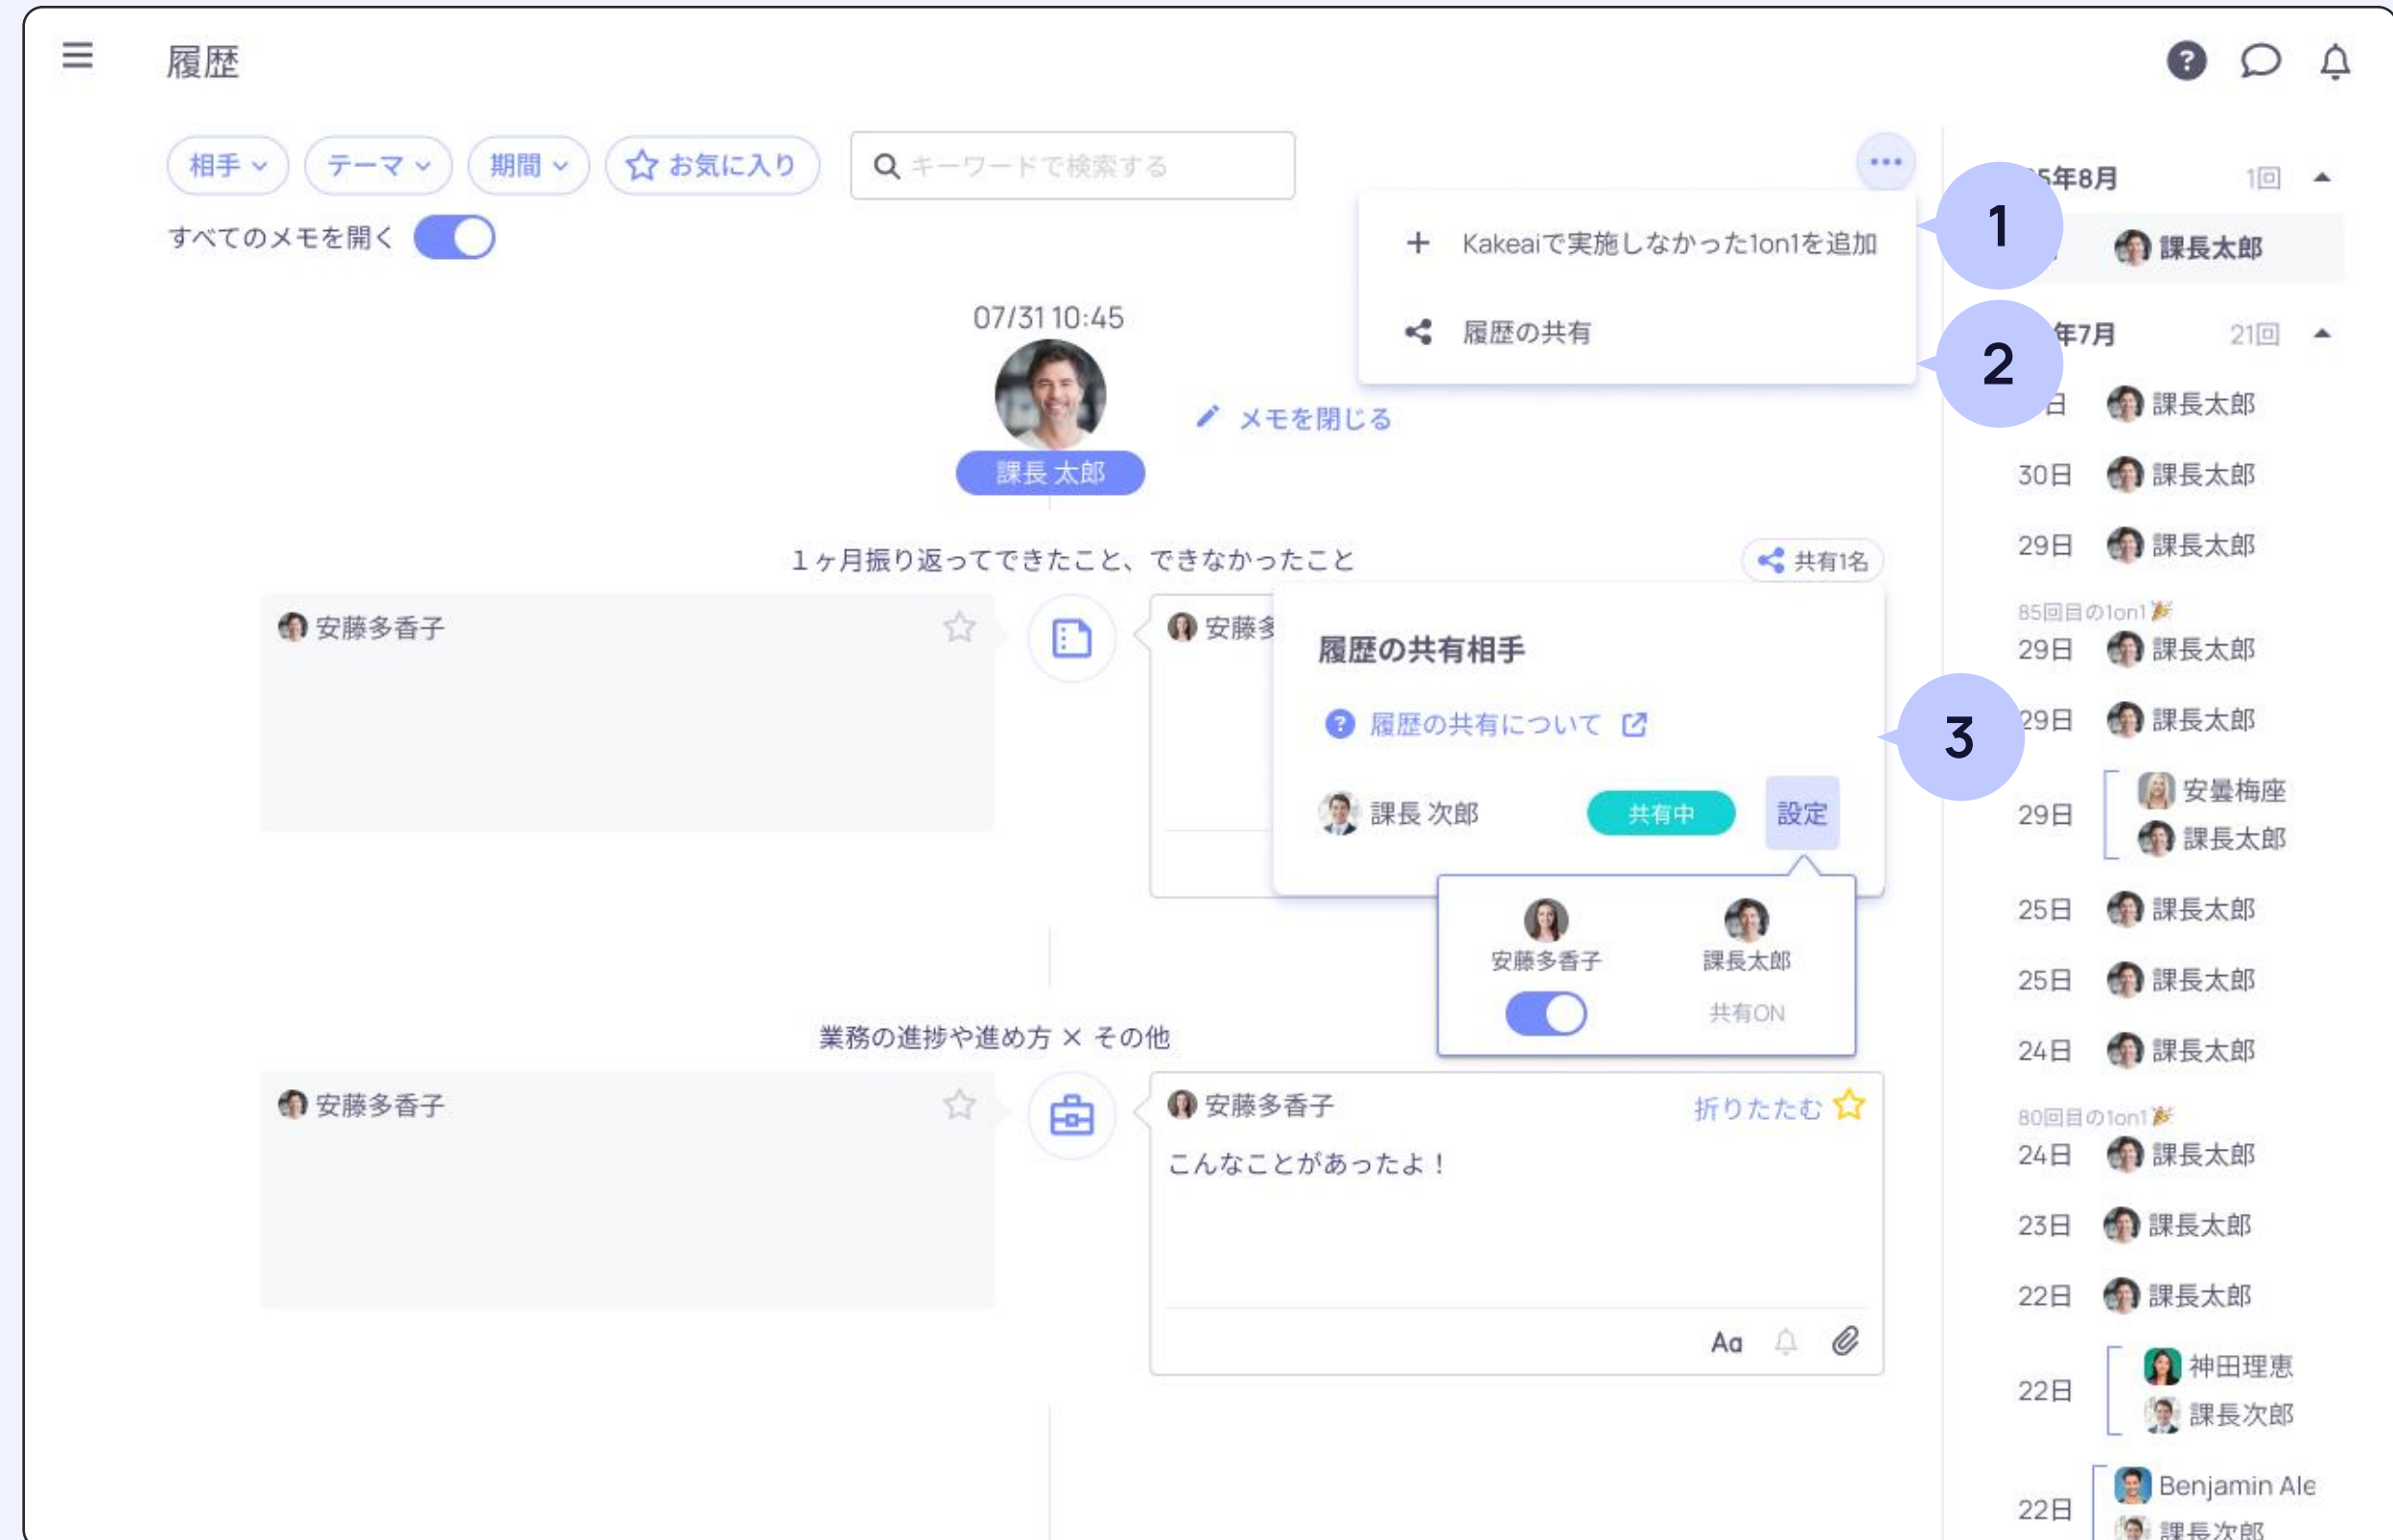 履歴
相手
テーマ
期間
お気に入り
キーワードで検索する
すべてのメモを開く
Kakeaiで実施しなかった1on1を追加
履歴の共有
1
2
07/31 10:45
課長 太郎
メモを閉じる
1ヶ月振り返ってできたこと、できなかったこと
共有1名
安藤多香子
安藤多
履歴の共有相手
履歴の共有について
3
課長 次郎 共有中 設定
安藤多香子 課長太郎
共有ON
業務の進捗や進め方 × その他
安藤多香子
安藤多香子 折りたたむ
こんなことがあったよ！
Aa
5年8月 1回
課長太郎
年7月 21回
日 課長太郎
30日 課長太郎
29日 課長太郎
85回目の1on1
29日 課長太郎
29日 課長太郎
29日 安曇梅座
課長太郎
25日 課長太郎
25日 課長太郎
24日 課長太郎
80回目の1on1
24日 課長太郎
23日 課長太郎
22日 課長太郎
22日 神田理恵
課長次郎
22日 Benjamin Ale
課長次郎